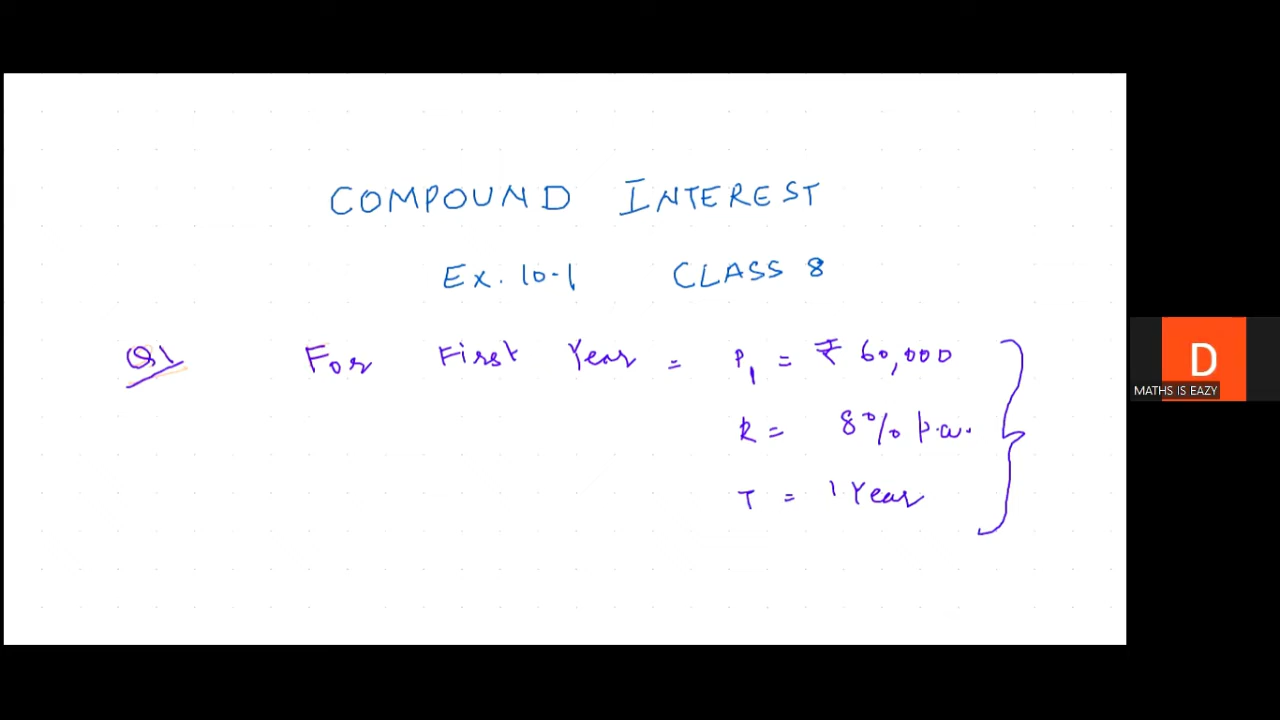 COMPOUND INTEREST
Ex. 10.1 CLASS 8
Q1 For First Year = P1 = ₹ 60,000
R = 8% p.a.
T = 1 Year
D
MATHS IS EAZY